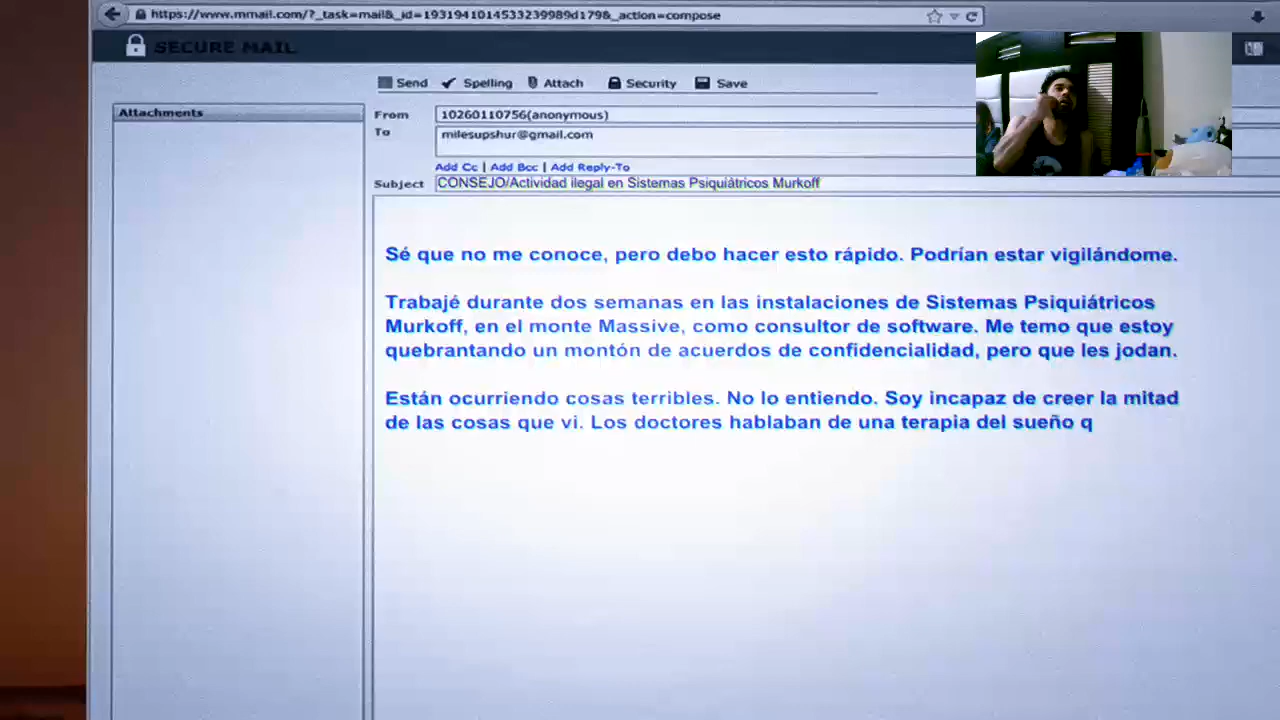 https://www.mmail.com/?_task=mail&_id=1931941014533239989d179&_action=compose
SECURE MAIL
Send Spelling Attach Security Save
Attachments
From 10260110756(anonymous)
To milesupshur@gmail.com
Add Cc | Add Bcc | Add Reply-To
Subject CONSEJO/Actividad ilegal en Sistemas Psiquiátricos Murkoff
Sé que no me conoce, pero debo hacer esto rápido. Podrían estar vigilándome.
Trabajé durante dos semanas en las instalaciones de Sistemas Psiquiátricos
Murkoff, en el monte Massive, como consultor de software. Me temo que estoy
quebrantando un montón de acuerdos de confidencialidad, pero que les jodan.
Están ocurriendo cosas terribles. No lo entiendo. Soy incapaz de creer la mitad
de las cosas que vi. Los doctores hablaban de una terapia del sueño q